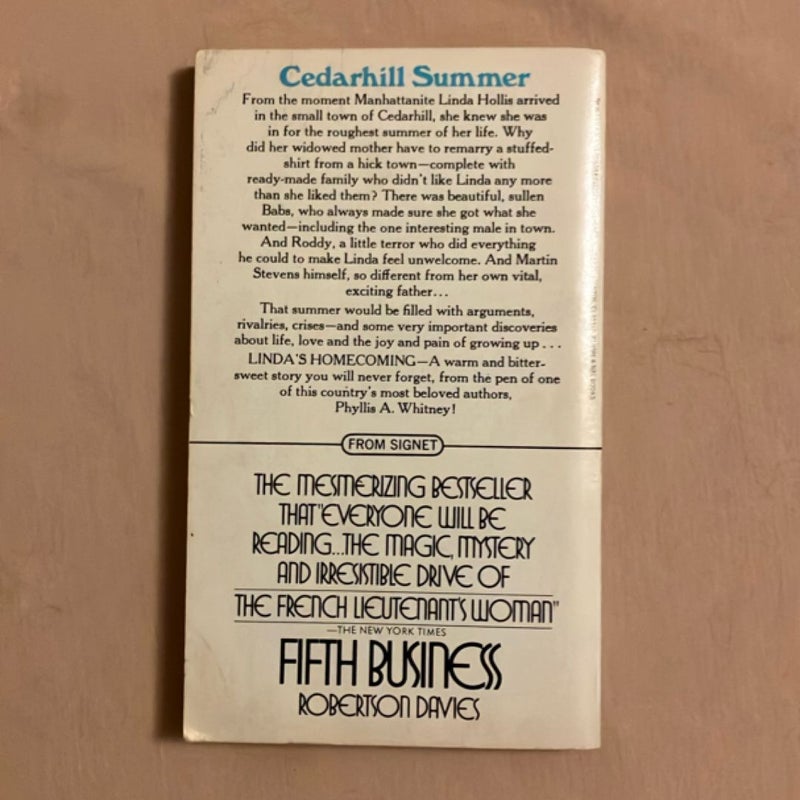 Cedarhill Summer
From the moment Manhattanite Linda Hollis arrived
in the small town of Cedarhill, she knew she was
in for the roughest summer of her life. Why
did her widowed mother have to remarry a stuffed-
shirt from a hick town—complete with
ready-made family who didn't like Linda any more
than she liked them? There was beautiful, sullen
Babs, who always made sure she got what she
wanted—including the one interesting male in town.
And Roddy, a little terror who did everything
he could to make Linda feel unwelcome. And Martin
Stevens himself, so different from her own vital,
exciting father...
That summer would be filled with arguments,
rivalries, crises—and some very important discoveries
about life, love and the joy and pain of growing up...
LINDA'S HOMECOMING—A warm and bitter-
sweet story you will never forget, from the pen of one
of this country's most beloved authors,
Phyllis A. Whitney!
FROM SIGNET
THE MESMERIZING BESTSELLER
THAT "EVERYONE WILL BE
READING...THE MAGIC, MYSTERY
AND IRRESISTIBLE DRIVE OF
THE FRENCH LIEUTENANT'S WOMAN"
—THE NEW YORK TIMES
FIFTH BUSINESS
ROBERTSON DAVIES